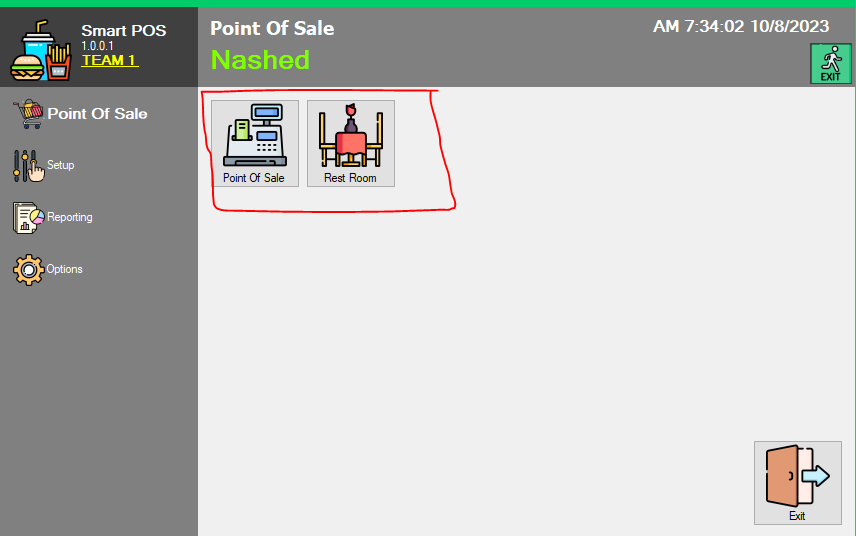 Smart POS
1.0.0.1
TEAM 1
Point Of Sale
Nashed
AM 7:34:02 10/8/2023
EXIT
Point Of Sale
Setup
Reporting
Options
Point Of Sale
Rest Room
Exit